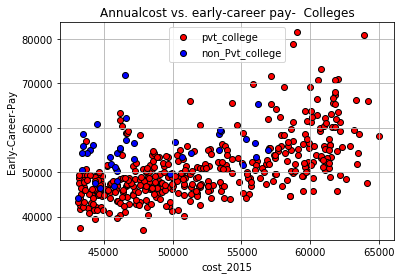 Annualcost vs. early-career pay-  Colleges
pvt_college
non_Pvt_college
80000
70000
60000
50000
40000
Early-Career-Pay
45000 50000 55000 60000 65000
cost_2015